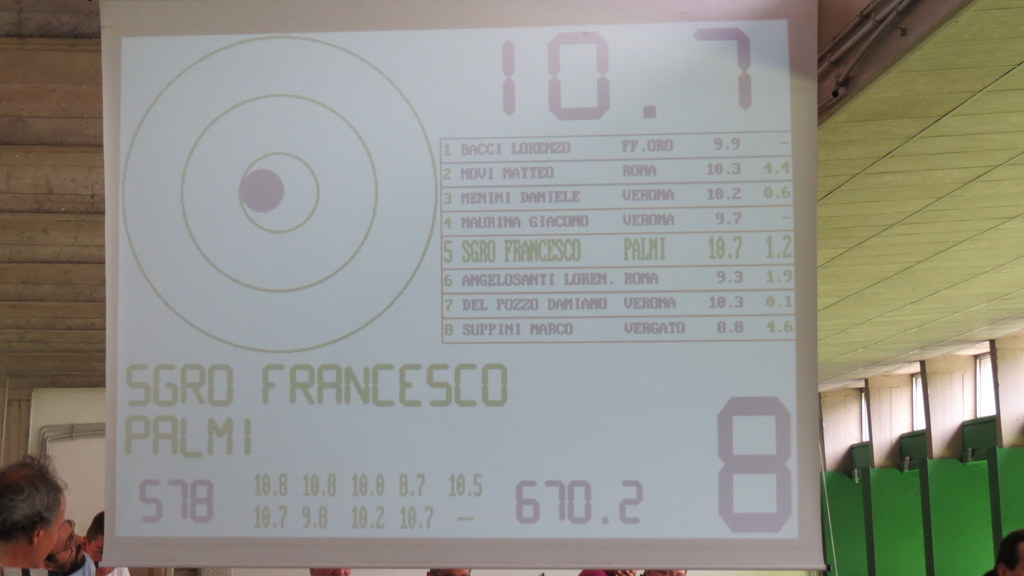 10.7
1 BACCI LORENZO FF.ORO 9.9 -
2 NOVI MATTEO ROMA 10.3 4.4
3 MENINI DANIELE VERONA 10.2 0.6
4 MAURINA GIACOMO VERONA 9.7 -
5 SGRO FRANCESCO PALMI 10.7 1.2
6 ANGELOSANTI LOREN. ROMA 9.3 1.9
7 DEL POZZO DAMIANO VERONA 10.3 0.1
8 SUPPINI MARCO VERGATO 8.8 4.6
SGRO FRANCESCO
PALMI
578 10.8 10.8 10.0 8.7 10.5
10.7 9.8 10.2 10.7 —
670.2
8